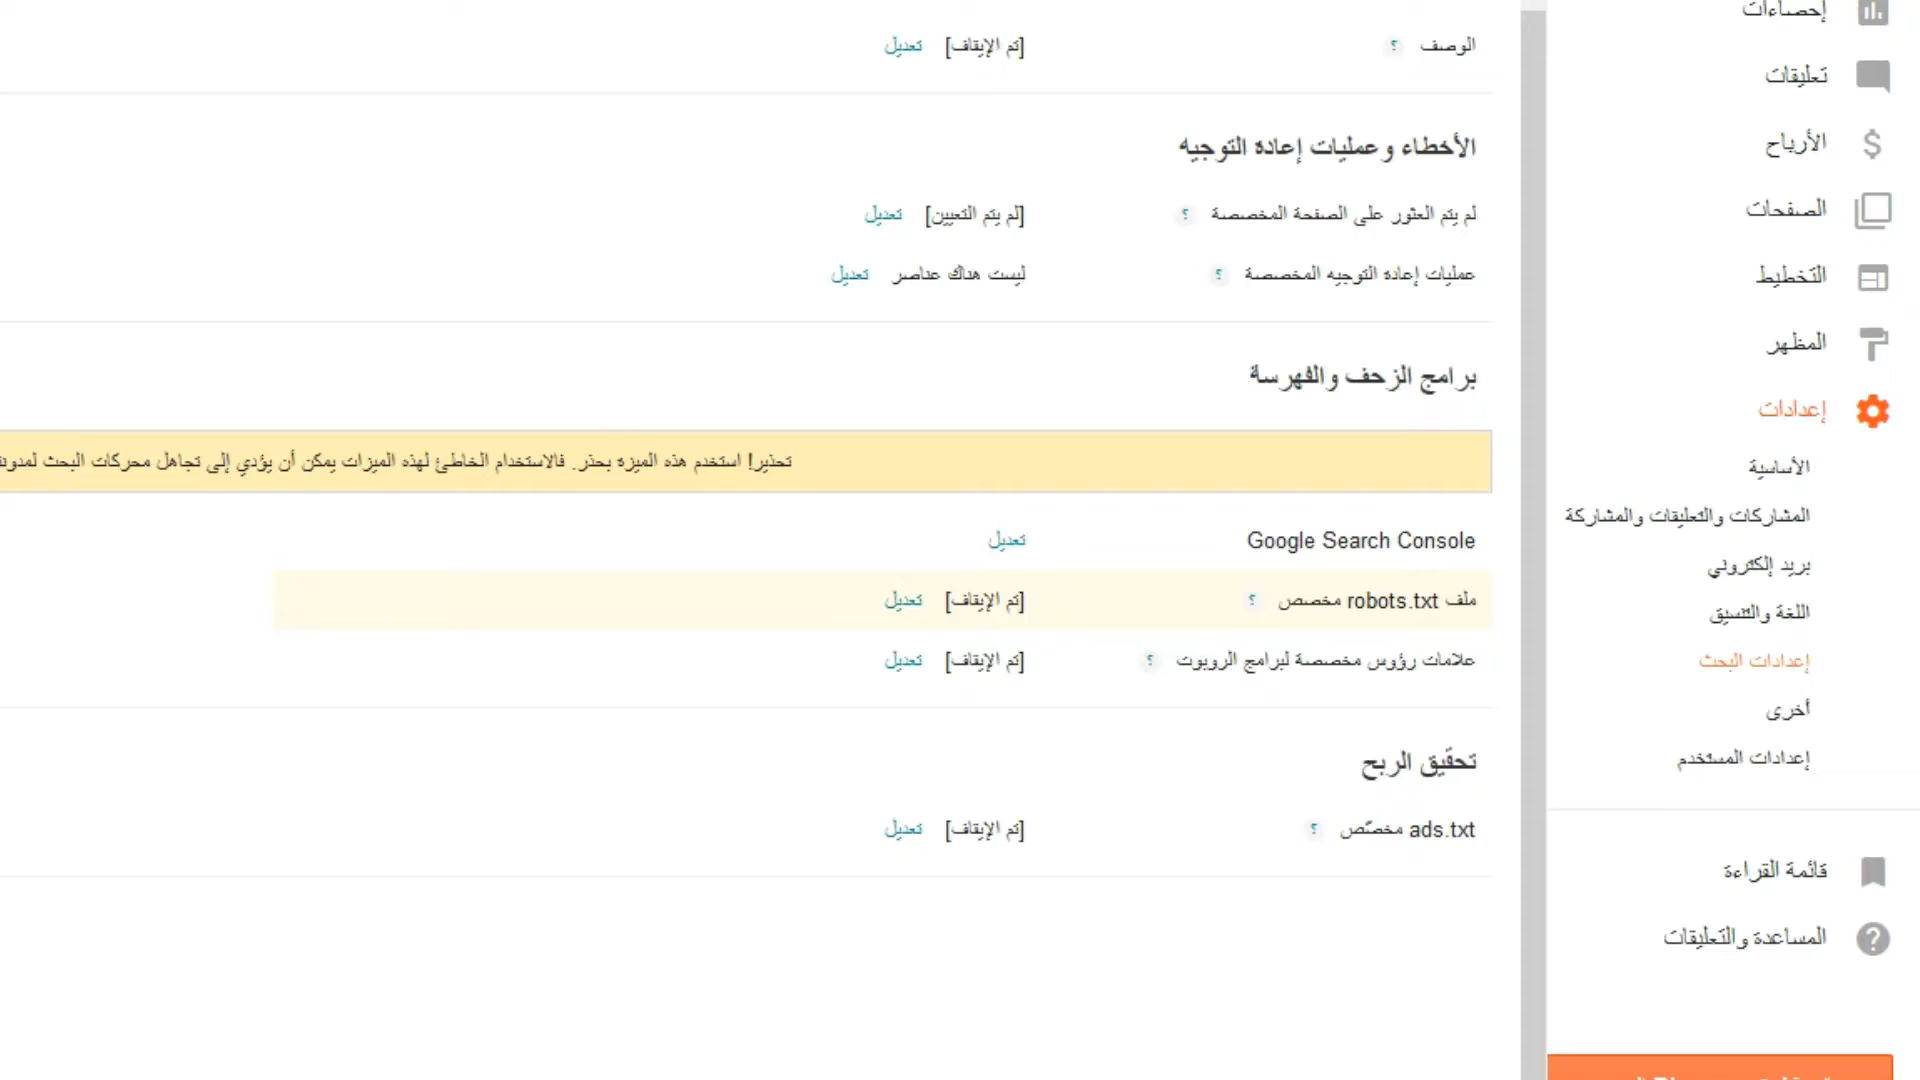 إحصاءات
تعليقات
الأرباح
الصفحات
التخطيط
المظهر
إعدادات
الأساسية
المشاركات والتعليقات والمشاركة
بريد إلكتروني
اللغة والتنسيق
إعدادات البحث
أخرى
إعدادات المستخدم
قائمة القراءة
المساعدة والتعليقات
الوصف ؟ [تم الإيقاف] تعديل
الأخطاء وعمليات إعادة التوجيه
لم يتم العثور على الصفحة المخصصة ؟ [لم يتم التعيين] تعديل
عمليات إعادة التوجيه المخصصة ؟ ليست هناك عناصر تعديل
برامج الزحف والفهرسة
تحذير! استخدم هذه الميزة بحذر. فالاستخدام الخاطئ لهذه الميزات يمكن أن يؤدي إلى تجاهل محركات البحث
Google Search Console تعديل
ملف robots.txt مخصص ؟ [تم الإيقاف] تعديل
علامات رؤوس مخصصة لبرامج الروبوت ؟ [تم الإيقاف] تعديل
تحقيق الربح
ads.txt مخصّص ؟ [تم الإيقاف] تعديل